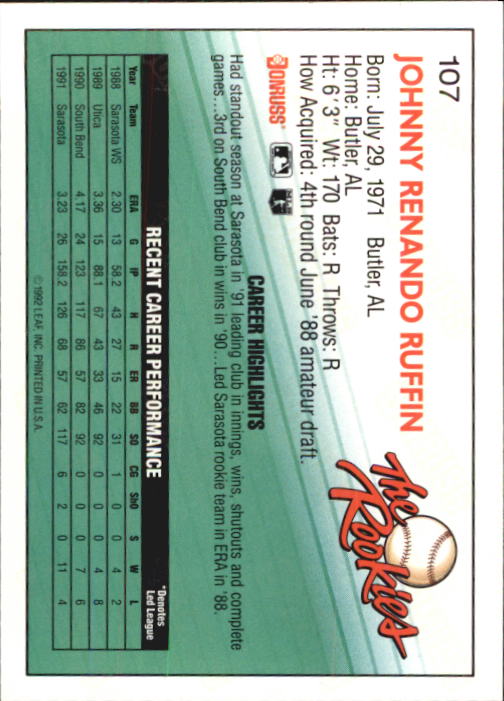 107
JOHNNY RENANDO RUFFIN
The Rookies
Born: July 29, 1971 Butler, AL
Home: Butler, AL
Ht: 6'3" Wt: 170 Bats: R Throws: R
How Acquired: 4th round June '88 amateur draft.
DONRUSS
CAREER HIGHLIGHTS
Had standout season at Sarasota in '91 leading club in innings, wins, shutouts and complete
games...3rd on South Bend club in wins in '90...Led Sarasota rookie team in ERA in '88.
RECENT CAREER PERFORMANCE
*Denotes
Led League
Year Team ERA G IP H R ER BB SO CG ShO S W L
1988 Sarasota WS 2.30 13 58.2 43 27 15 22 31 1 0 0 4 2
1989 Utica 3.36 15 88.1 67 43 33 46 92 0 0 0 4 8
1990 South Bend 4.17 24 123 117 86 57 82 92 0 0 0 7 6
1991 Sarasota 3.23 26 158.2 126 68 57 62 117 6 2 0 11 4
©1992 LEAF, INC. PRINTED IN U.S.A.